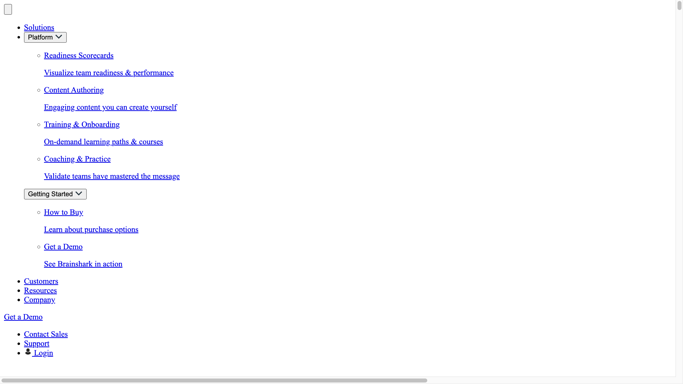 Solutions
Platform
Readiness Scorecards
Visualize team readiness & performance
Content Authoring
Engaging content you can create yourself
Training & Onboarding
On-demand learning paths & courses
Coaching & Practice
Validate teams have mastered the message
Getting Started
How to Buy
Learn about purchase options
Get a Demo
See Brainshark in action
Customers
Resources
Company
Get a Demo
Contact Sales
Support
Login